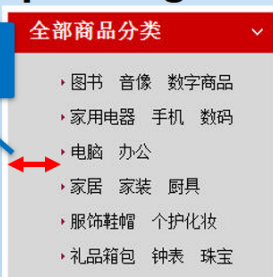 全部商品分类
图书 音像 数字商品
家用电器 手机 数码
电脑 办公
家居 家装 厨具
服饰鞋帽 个护化妆
礼品箱包 钟表 珠宝